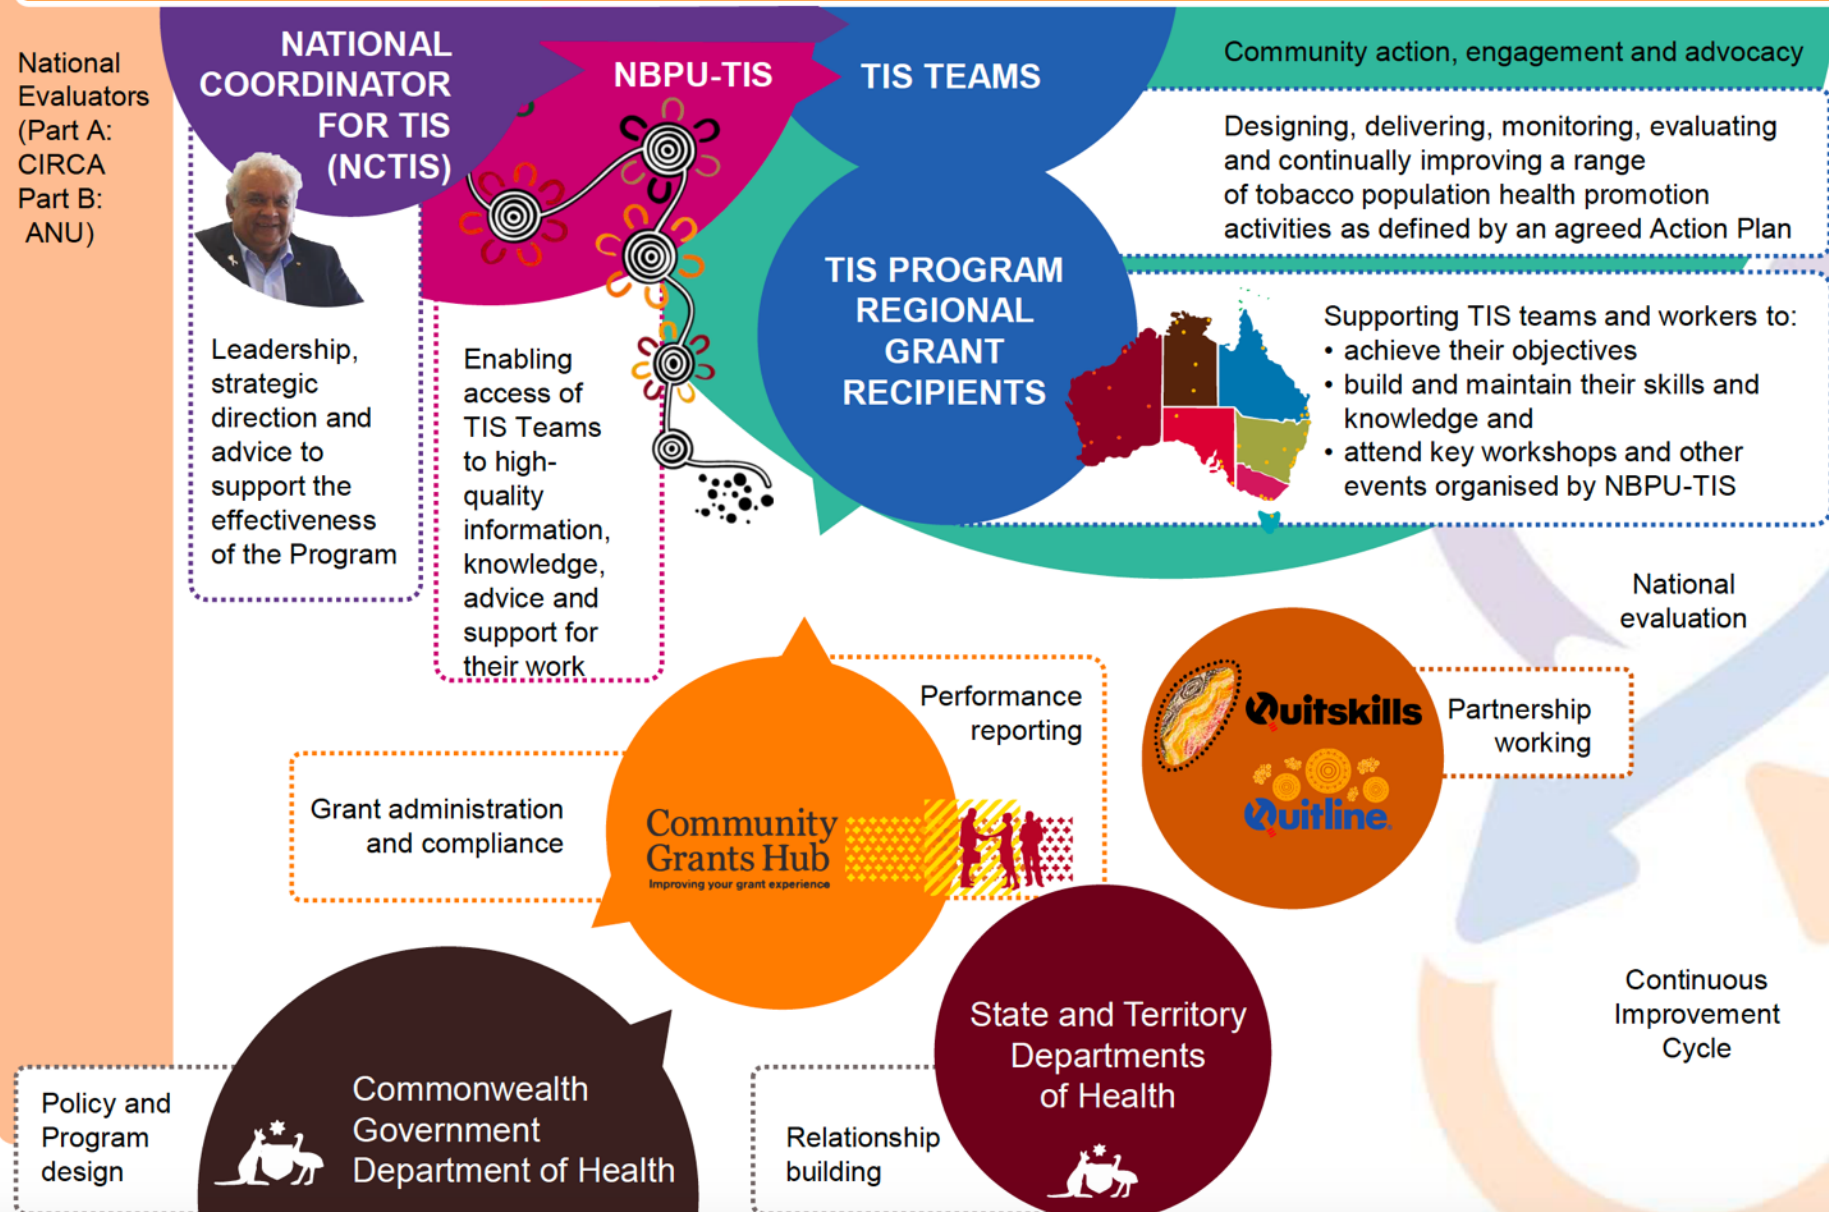 National
Evaluators
(Part A:
CIRCA
Part B:
ANU)
NATIONAL
COORDINATOR
FOR TIS
(NCTIS)
NBPU-TIS
TIS TEAMS
Community action, engagement and advocacy
Designing, delivering, monitoring, evaluating
and continually improving a range
of tobacco population health promotion
activities as defined by an agreed Action Plan
TIS PROGRAM
REGIONAL
GRANT
RECIPIENTS
Supporting TIS teams and workers to:
• achieve their objectives
• build and maintain their skills and
knowledge and
• attend key workshops and other
events organised by NBPU-TIS
Leadership,
strategic
direction and
advice to
support the
effectiveness
of the Program
Enabling
access of
TIS Teams
to high-
quality
information,
knowledge,
advice and
support for
their work
National
evaluation
Performance
reporting
Quitskills
Quitline
Partnership
working
Grant administration
and compliance
Community
Grants Hub
Improving your grant experience
State and Territory
Departments
of Health
Continuous
Improvement
Cycle
Policy and
Program
design
Commonwealth
Government
Department of Health
Relationship
building